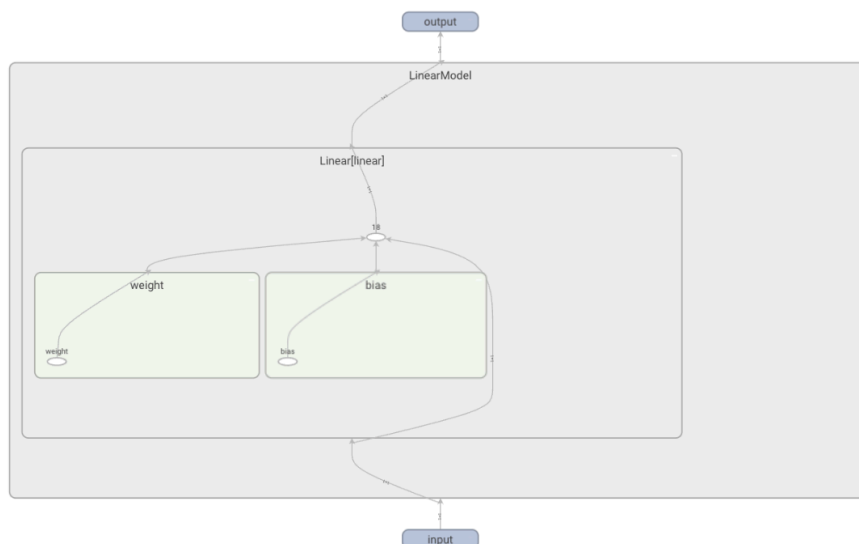 output
LinearModel
Linear[linear]
18
weight
bias
weight
bias
input